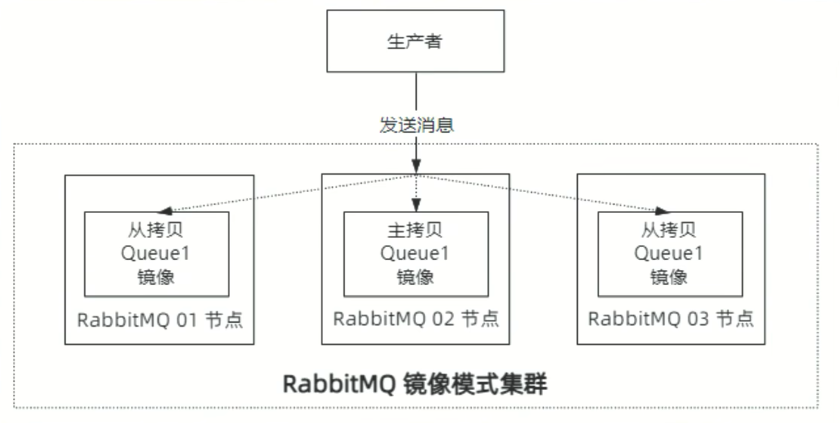 生产者
发送消息
从拷贝
Queue1
镜像
RabbitMQ 01 节点
主拷贝
Queue1
镜像
RabbitMQ 02 节点
从拷贝
Queue1
镜像
RabbitMQ 03 节点
RabbitMQ 镜像模式集群